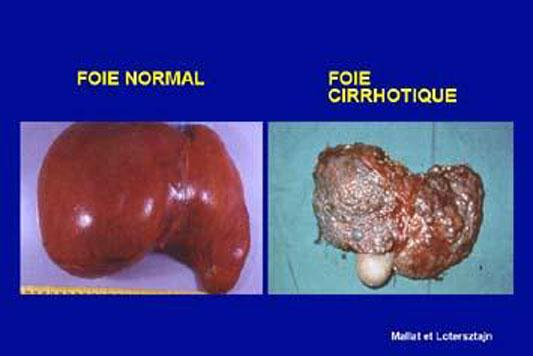 FOIE NORMAL
FOIE
CIRRHOTIQUE
Mallat et Lotersztajn